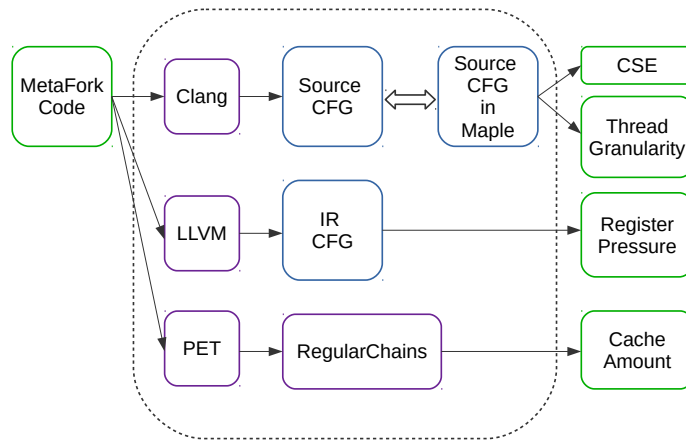 MetaFork
Code
Clang
Source
CFG
Source
CFG
in
Maple
CSE
Thread
Granularity
LLVM
IR
CFG
Register
Pressure
PET
RegularChains
Cache
Amount